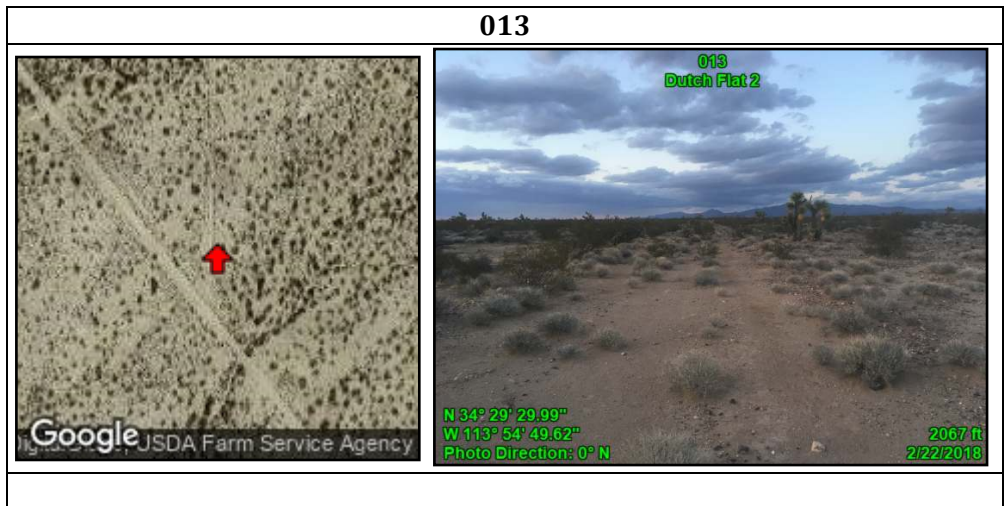 013
013
Dutch Flat 2
N 34° 29' 29.99"
W 113° 54' 49.62"
Photo Direction: 0° N
2067 ft
2/22/2018
Google
USDA Farm Service Agency